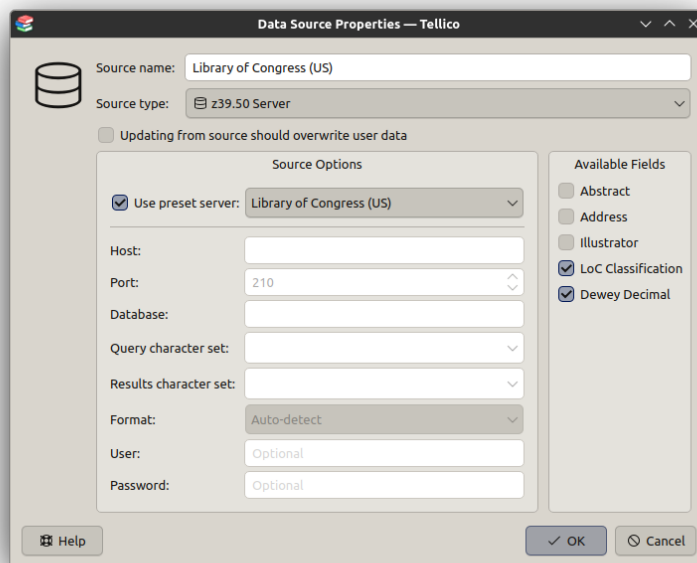 Data Source Properties — Tellico
Source name: Library of Congress (US)
Source type: z39.50 Server
Updating from source should overwrite user data
Source Options
Use preset server: Library of Congress (US)
Host:
Port: 210
Database:
Query character set:
Results character set:
Format: Auto-detect
User: Optional
Password: Optional
Available Fields
Abstract
Address
Illustrator
LoC Classification
Dewey Decimal
Help
OK
Cancel